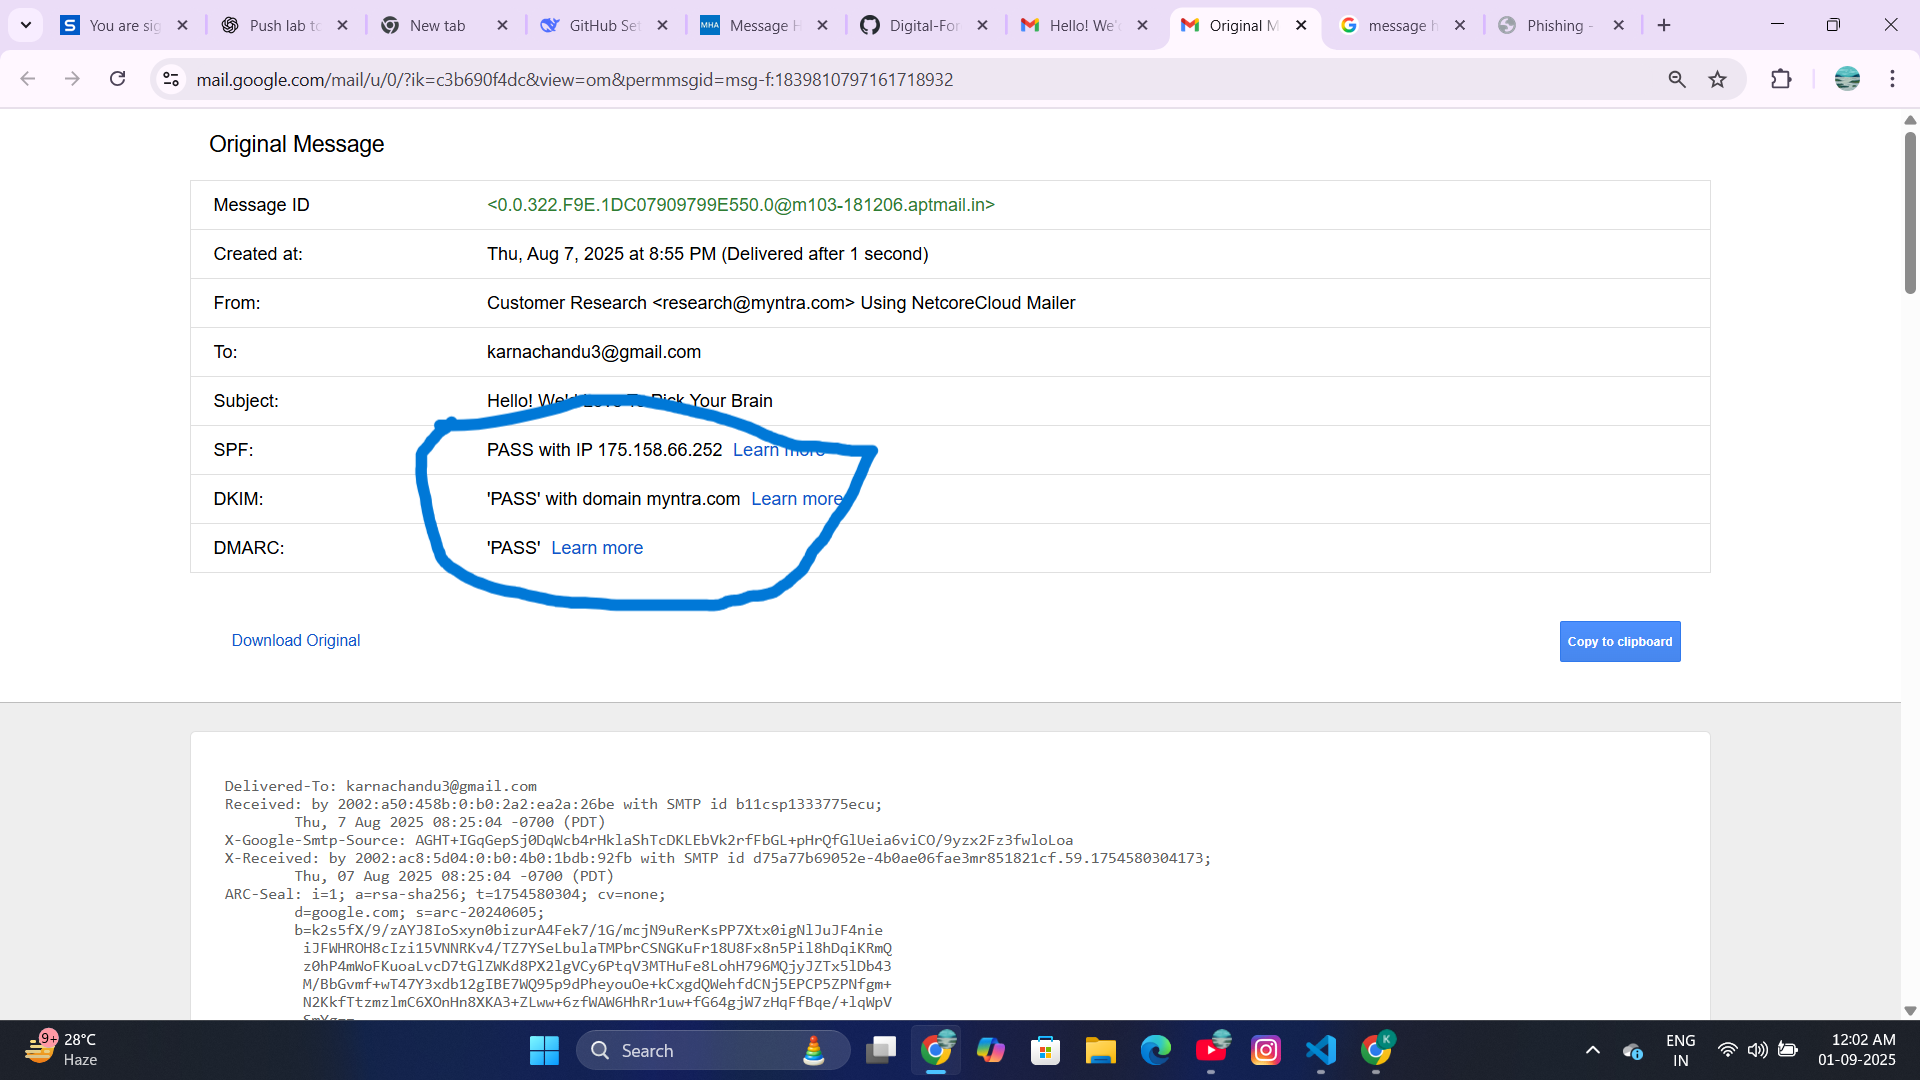 You are sig
Push lab to
New tab
GitHub Set
MHA Message H
Digital-For
Hello! We'd
Original M
message h
Phishing -
mail.google.com/mail/u/0/?ik=c3b690f4dc&view=om&permmsgid=msg-f:1839810797161718932
Original Message
Message ID <0.0.322.F9E.1DC07909799E550.0@m103-181206.aptmail.in>
Created at: Thu, Aug 7, 2025 at 8:55 PM (Delivered after 1 second)
From: Customer Research <research@myntra.com> Using NetcoreCloud Mailer
To: karnachandu3@gmail.com
Subject: Hello! We'd Love To Pick Your Brain
SPF: PASS with IP 175.158.66.252 Learn more
DKIM: 'PASS' with domain myntra.com Learn more
DMARC: 'PASS' Learn more
Download Original
Copy to clipboard
Delivered-To: karnachandu3@gmail.com
Received: by 2002:a50:458b:0:b0:2a2:ea2a:26be with SMTP id b11csp1333775ecu;
Thu, 7 Aug 2025 08:25:04 -0700 (PDT)
X-Google-Smtp-Source: AGHT+IGqGepSj0DqWcb4rHklaShTcDKLEbVk2rfFbGL+pHrQfGlUeia6viCO/9yzx2Fz3fwloLoa
X-Received: by 2002:ac8:5d04:0:b0:4b0:1bdb:92fb with SMTP id d75a77b69052e-4b0ae06fae3mr851821cf.59.1754580304173;
Thu, 07 Aug 2025 08:25:04 -0700 (PDT)
ARC-Seal: i=1; a=rsa-sha256; t=1754580304; cv=none;
d=google.com; s=arc-20240605;
b=k2s5fX/9/zAYJ8IoSxyn0bizurA4Fek7/1G/mcjN9uRerKsPP7Xtx0igNlJuJF4nie
iJFWHROH8cIzi15VNNRKv4/TZ7YSeLbulaTMPbrCSNGKuFr18U8Fx8n5Pil8hDqiKRmQ
z0hP4mWoFKuoaLvcD7tGlZWKd8PX2lgVCy6PtqV3MTHuFe8LohH796MQjyJZTx5lDb43
M/BbGvmf+wT47Y3xdb12gIBE7WQ95p9dPheyouOe+kCxgdQWehfdCNj5EPCP5ZPNfgm+
N2KkfTtzmzlmC6XOnHn8XKA3+ZLww+6zfWAW6HhRr1uw+fG64gjW7zHqFfBqe/+lqWpV
9+
28°C
Haze
Search
K
ENG
IN
12:02 AM
01-09-2025